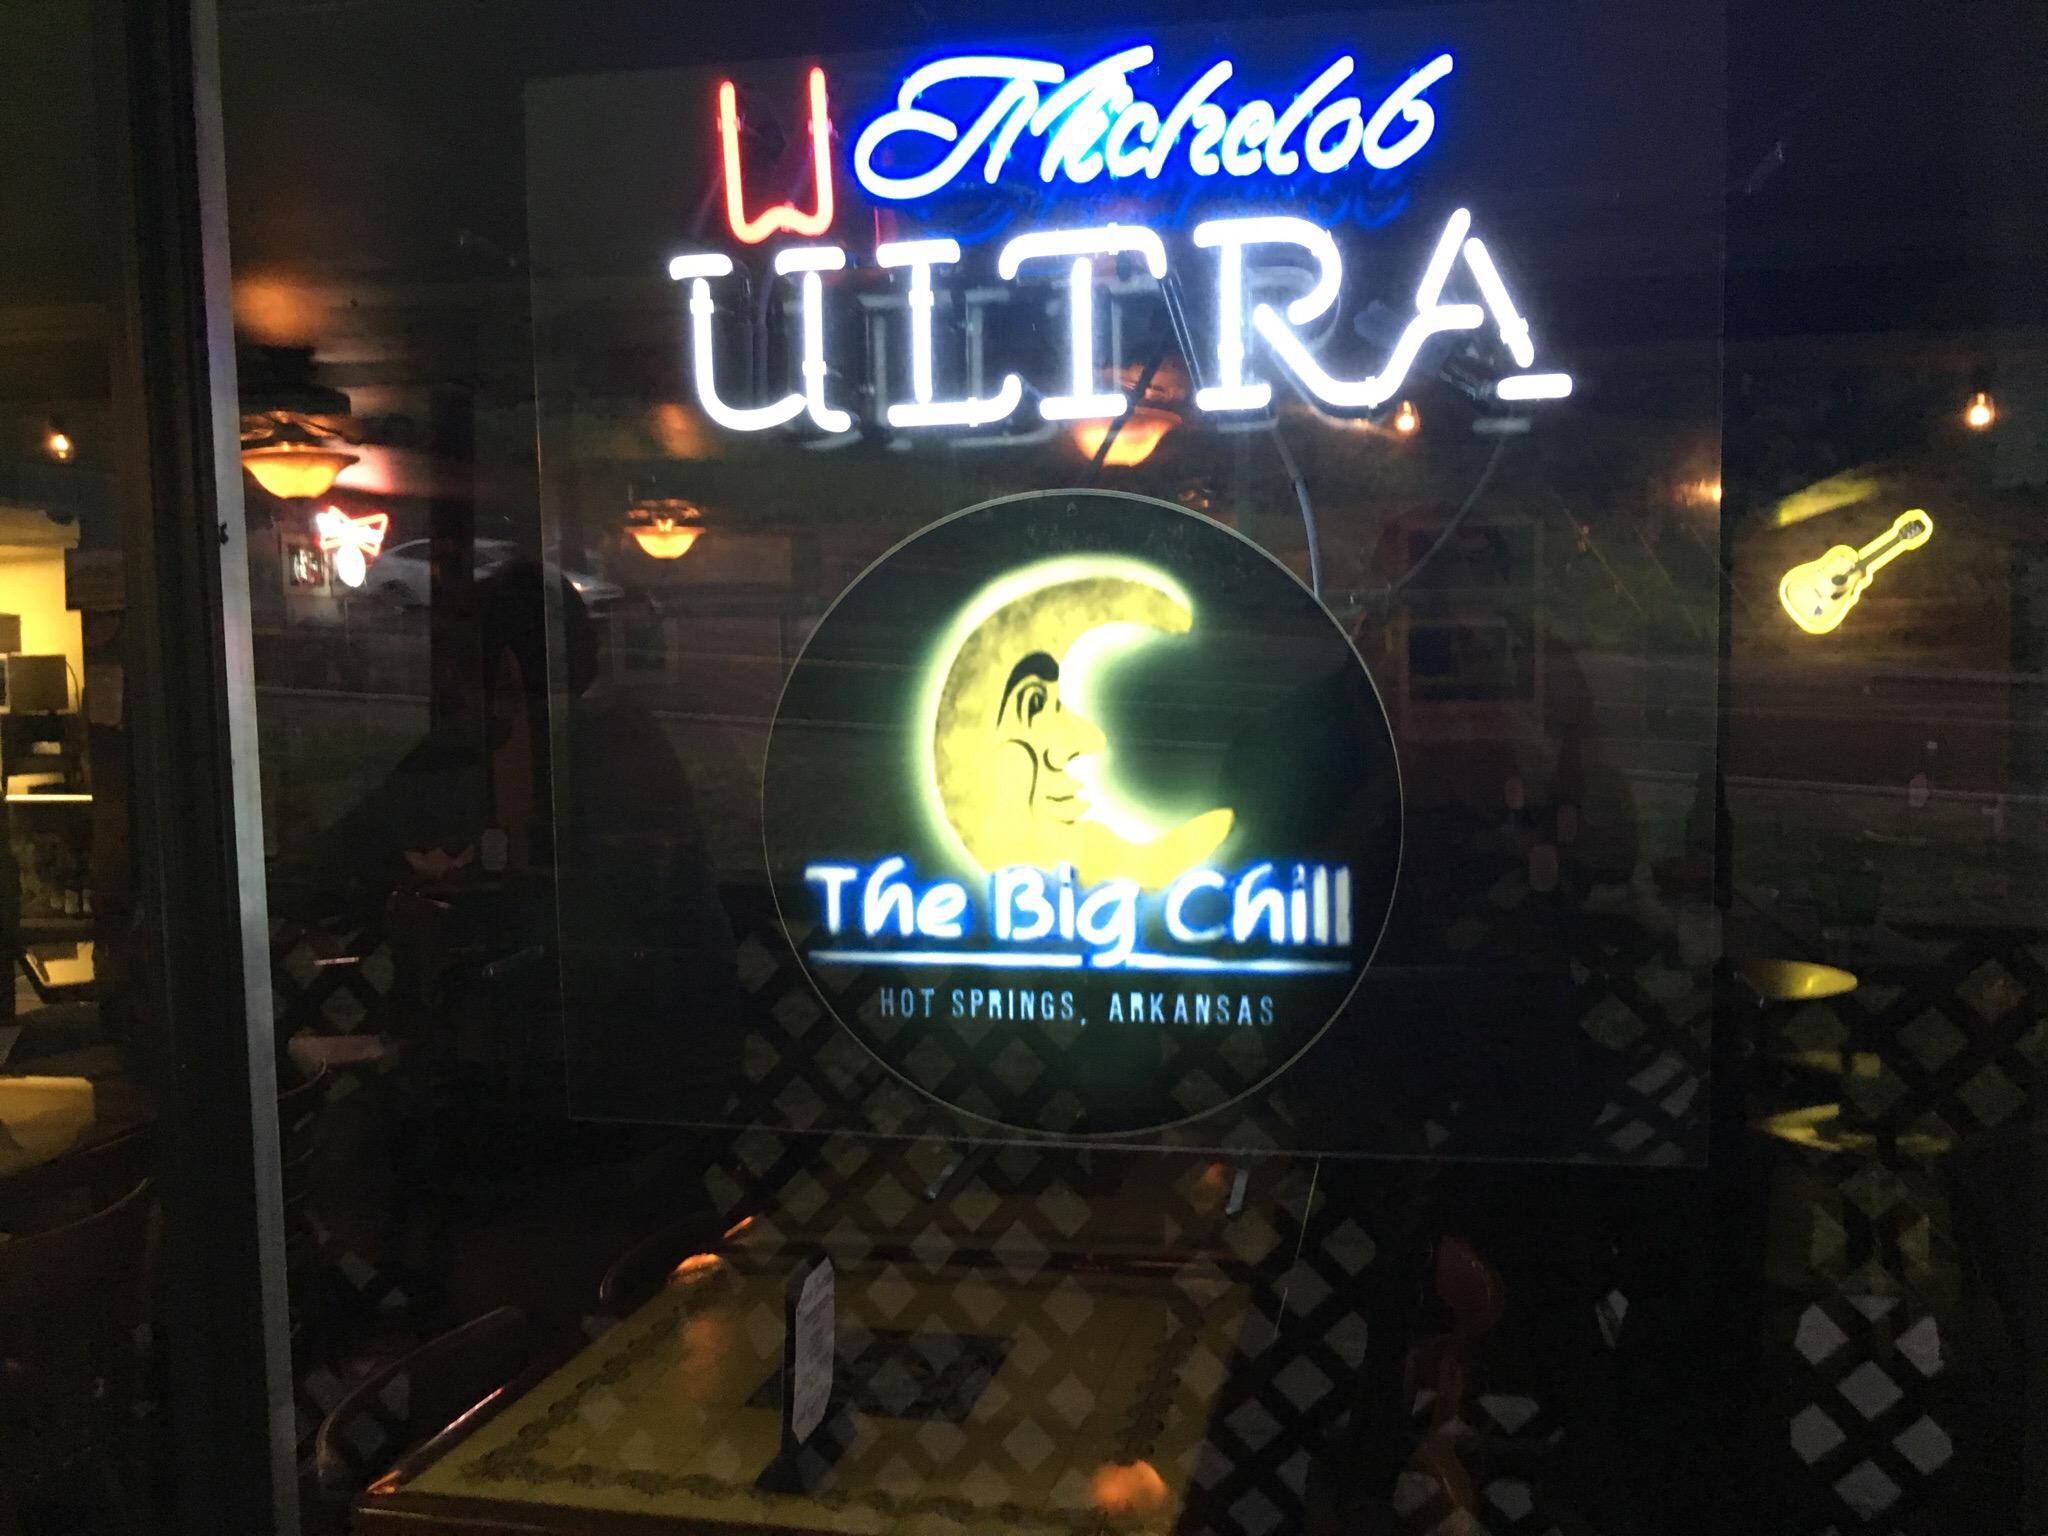 Michelob
ULTRA
The Big Chill
HOT SPRINGS, ARKANSAS